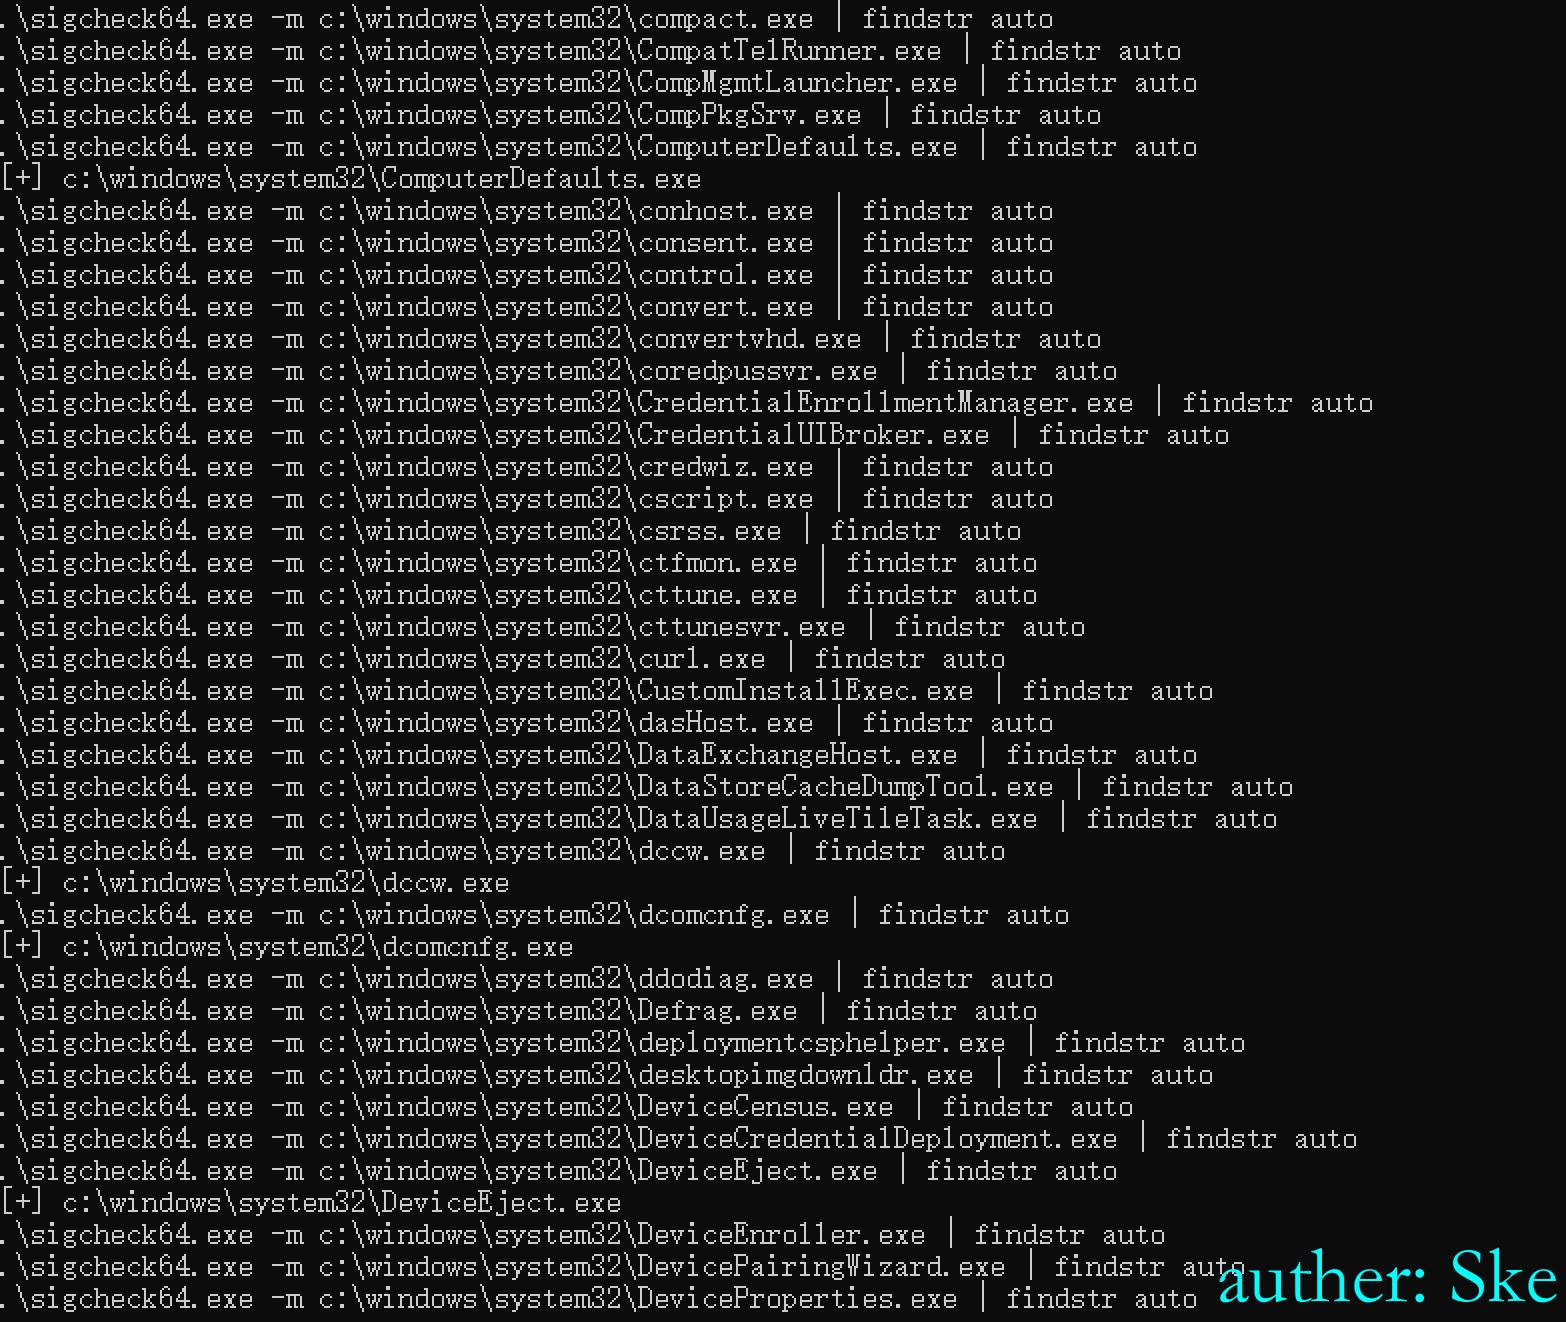 .\sigcheck64.exe -m c:\windows\system32\compact.exe | findstr auto
.\sigcheck64.exe -m c:\windows\system32\CompatTelRunner.exe | findstr auto
.\sigcheck64.exe -m c:\windows\system32\CompMgmtLauncher.exe | findstr auto
.\sigcheck64.exe -m c:\windows\system32\CompPkgSrv.exe | findstr auto
.\sigcheck64.exe -m c:\windows\system32\ComputerDefaults.exe | findstr auto
[+] c:\windows\system32\ComputerDefaults.exe
.\sigcheck64.exe -m c:\windows\system32\conhost.exe | findstr auto
.\sigcheck64.exe -m c:\windows\system32\consent.exe | findstr auto
.\sigcheck64.exe -m c:\windows\system32\control.exe | findstr auto
.\sigcheck64.exe -m c:\windows\system32\convert.exe | findstr auto
.\sigcheck64.exe -m c:\windows\system32\convertvhd.exe | findstr auto
.\sigcheck64.exe -m c:\windows\system32\coredpussvr.exe | findstr auto
.\sigcheck64.exe -m c:\windows\system32\CredentialEnrollmentManager.exe | findstr auto
.\sigcheck64.exe -m c:\windows\system32\CredentialUIBroker.exe | findstr auto
.\sigcheck64.exe -m c:\windows\system32\credwiz.exe | findstr auto
.\sigcheck64.exe -m c:\windows\system32\cscript.exe | findstr auto
.\sigcheck64.exe -m c:\windows\system32\csrss.exe | findstr auto
.\sigcheck64.exe -m c:\windows\system32\ctfmon.exe | findstr auto
.\sigcheck64.exe -m c:\windows\system32\cttune.exe | findstr auto
.\sigcheck64.exe -m c:\windows\system32\cttunesvr.exe | findstr auto
.\sigcheck64.exe -m c:\windows\system32\curl.exe | findstr auto
.\sigcheck64.exe -m c:\windows\system32\CustomInstallExec.exe | findstr auto
.\sigcheck64.exe -m c:\windows\system32\dasHost.exe | findstr auto
.\sigcheck64.exe -m c:\windows\system32\DataExchangeHost.exe | findstr auto
.\sigcheck64.exe -m c:\windows\system32\DataStoreCacheDumpTool.exe | findstr auto
.\sigcheck64.exe -m c:\windows\system32\DataUsageLiveTileTask.exe | findstr auto
.\sigcheck64.exe -m c:\windows\system32\dccw.exe | findstr auto
[+] c:\windows\system32\dccw.exe
.\sigcheck64.exe -m c:\windows\system32\dcomcnfg.exe | findstr auto
[+] c:\windows\system32\dcomcnfg.exe
.\sigcheck64.exe -m c:\windows\system32\ddodiag.exe | findstr auto
.\sigcheck64.exe -m c:\windows\system32\Defrag.exe | findstr auto
.\sigcheck64.exe -m c:\windows\system32\deploymentcsphelper.exe | findstr auto
.\sigcheck64.exe -m c:\windows\system32\desktopimgdownldr.exe | findstr auto
.\sigcheck64.exe -m c:\windows\system32\DeviceCensus.exe | findstr auto
.\sigcheck64.exe -m c:\windows\system32\DeviceCredentialDeployment.exe | findstr auto
.\sigcheck64.exe -m c:\windows\system32\DeviceEject.exe | findstr auto
[+] c:\windows\system32\DeviceEject.exe
.\sigcheck64.exe -m c:\windows\system32\DeviceEnroller.exe | findstr auto
.\sigcheck64.exe -m c:\windows\system32\DevicePairingWizard.exe | findstr auto
.\sigcheck64.exe -m c:\windows\system32\DeviceProperties.exe | findstr auto
auther: Ske